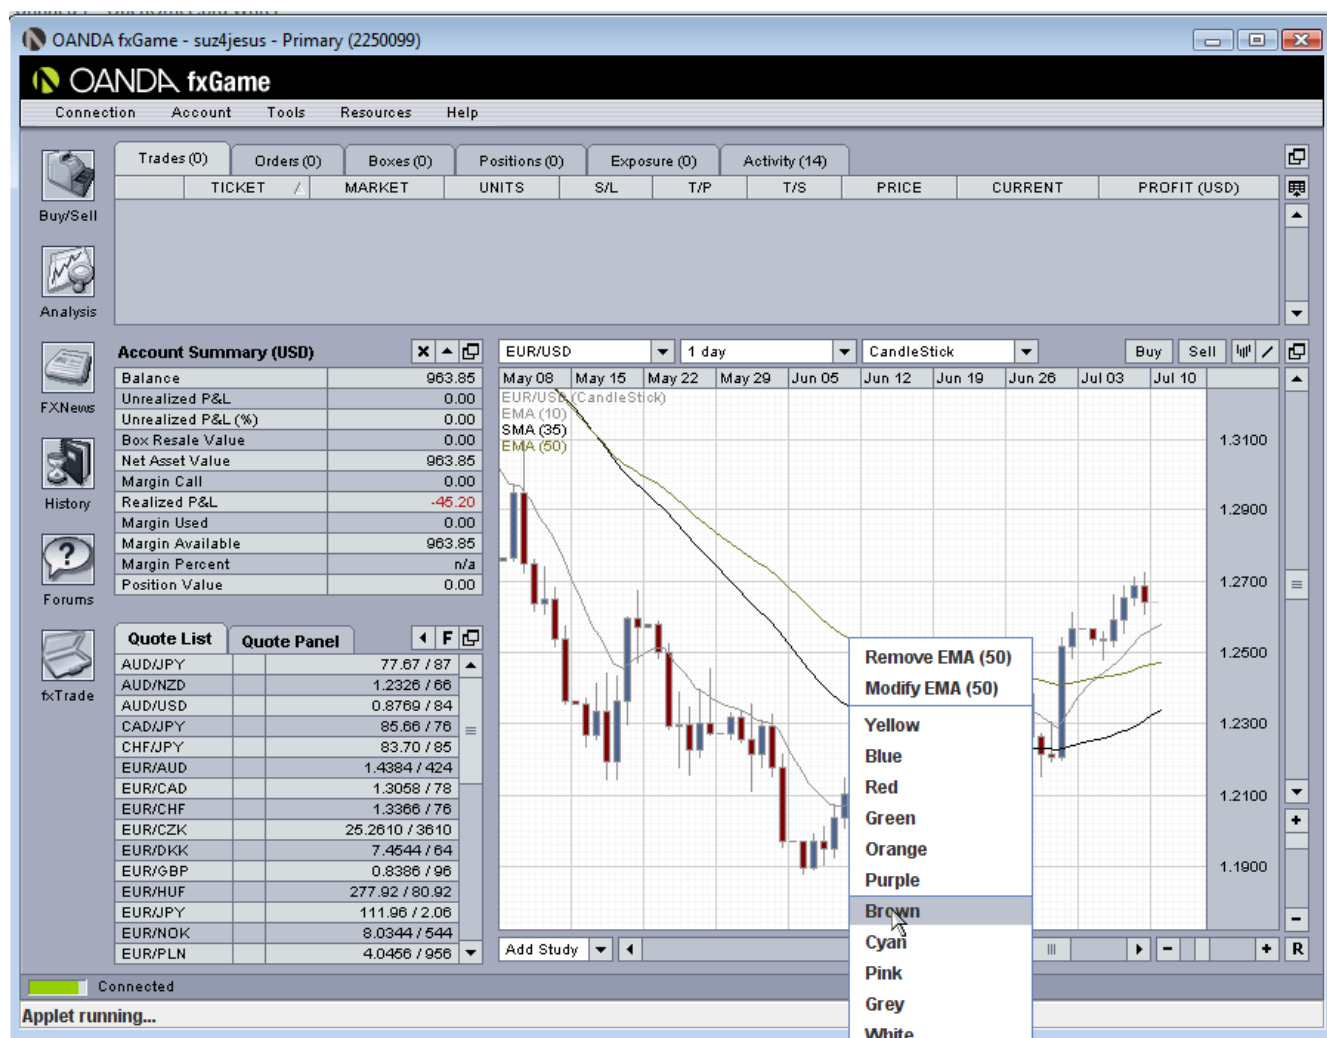 OANDA fxGame - suz4jesus - Primary (2250099)
OANDA fxGame
Connection Account Tools Resources Help
Trades (0) Orders (0) Boxes (0) Positions (0) Exposure (0) Activity (14)
TICKET MARKET UNITS S/L T/P T/S PRICE CURRENT PROFIT (USD)
Buy/Sell
Analysis
FXNews
History
Forums
fxTrade
Account Summary (USD)
Balance 963.85
Unrealized P&L 0.00
Unrealized P&L (%) 0.00
Box Resale Value 0.00
Net Asset Value 963.85
Margin Call 0.00
Realized P&L -45.20
Margin Used 0.00
Margin Available 963.85
Margin Percent n/a
Position Value 0.00
Quote List Quote Panel F
AUD/JPY 77.67 / 87
AUD/NZD 1.2326 / 66
AUD/USD 0.8769 / 84
CAD/JPY 85.66 / 76
CHF/JPY 83.70 / 85
EUR/AUD 1.4384 / 424
EUR/CAD 1.3058 / 78
EUR/CHF 1.3366 / 76
EUR/CZK 25.2610 / 3610
EUR/DKK 7.4544 / 64
EUR/GBP 0.8386 / 96
EUR/HUF 277.92 / 80.92
EUR/JPY 111.96 / 2.06
EUR/NOK 8.0344 / 544
EUR/PLN 4.0456 / 956
EUR/USD 1 day CandleStick Buy Sell
May 08 May 15 May 22 May 29 Jun 05 Jun 12 Jun 19 Jun 26 Jul 03 Jul 10
EUR/USD (CandleStick)
EMA (10)
SMA (35)
EMA (50)
1.3100
1.2900
1.2700
1.2500
1.2300
1.2100
1.1900
Remove EMA (50)
Modify EMA (50)
Yellow
Blue
Red
Green
Orange
Purple
Brown
Cyan
Pink
Grey
White
Add Study R
Connected
Applet running...